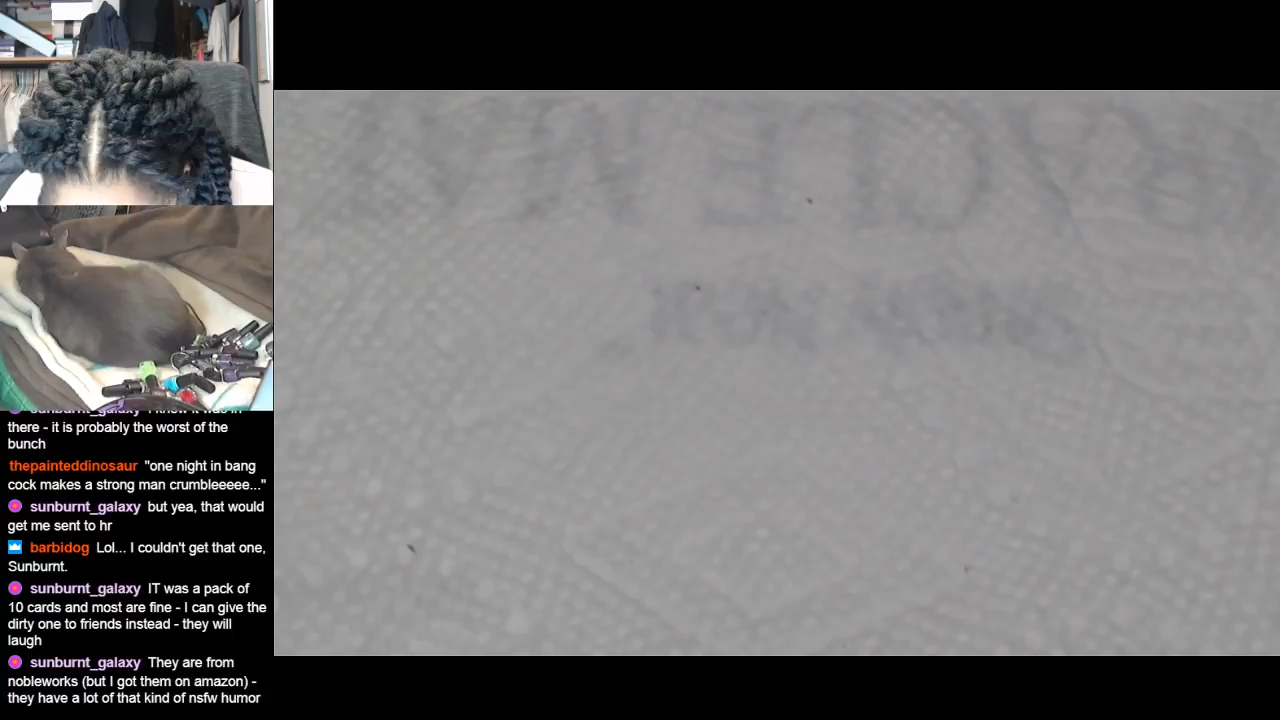 sunburnt_galaxy I knew it was in
there - it is probably the worst of the
bunch
thepainteddinosaur "one night in bang
cock makes a strong man crumbleeeee..."
sunburnt_galaxy but yea, that would
get me sent to hr
barbidog Lol... I couldn't get that one,
Sunburnt.
sunburnt_galaxy IT was a pack of
10 cards and most are fine - I can give the
dirty one to friends instead - they will
laugh
sunburnt_galaxy They are from
nobleworks (but I got them on amazon) -
they have a lot of that kind of nsfw humor